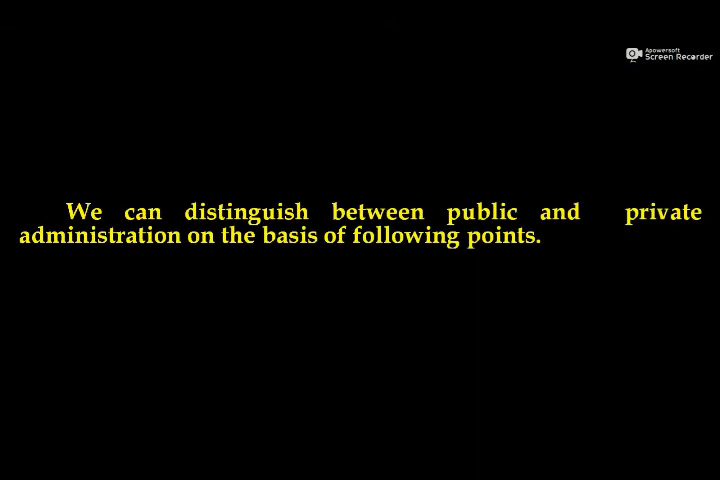 Apowersoft
Screen Recorder
We can distinguish between public and private
administration on the basis of following points.